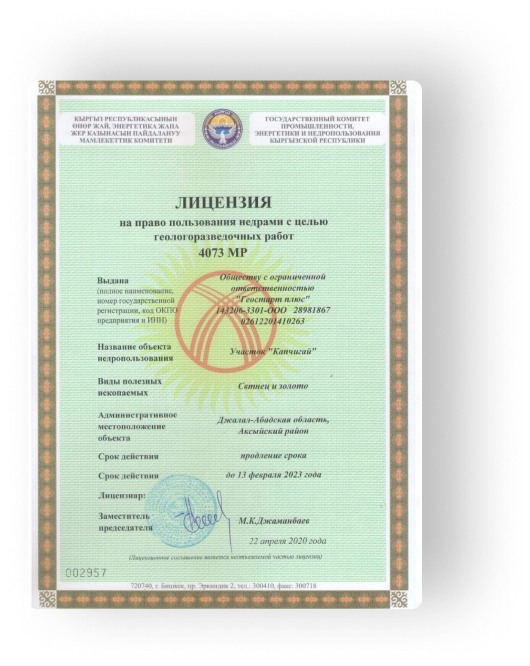 КЫРГЫЗ РЕСПУБЛИКАСЫНЫН
ӨНӨР ЖАЙ, ЭНЕРГЕТИКА ЖАНА
ЖЕР КАЗЫНАСЫН ПАЙДАЛАНУУ
МАМЛЕКЕТТИК КОМИТЕТИ
ГОСУДАРСТВЕННЫЙ КОМИТЕТ
ПРОМЫШЛЕННОСТИ,
ЭНЕРГЕТИКИ И НЕДРОПОЛЬЗОВАНИЯ
КЫРГЫЗСКОЙ РЕСПУБЛИКИ
ЛИЦЕНЗИЯ
на право пользования недрами с целью
геологоразведочных работ
4073 МР
Выдана
(полное наименование,
номер государственной
регистрации, код ОКПО
предприятия и ИНН)
Обществу с ограниченной
ответственностью
"Геостарт плюс"
143206-3301-ООО 28981867
02612201410263
Название объекта
недропользования
Участок "Капчигай"
Виды полезных
ископаемых
Свинец и золото
Административное
местоположение
объекта
Джалал-Абадская область,
Аксыйский район
Срок действия
продление срока
Срок действия
до 13 февраля 2023 года
Лицензиар:
Заместитель
председателя
М.К.Джаманбаев
22 апреля 2020 года
(Лицензионное соглашение является неотъемлемой частью лицензии)
002957
720740, г. Бишкек, пр. Эркиндик 2, тел.: 300410, факс: 300718